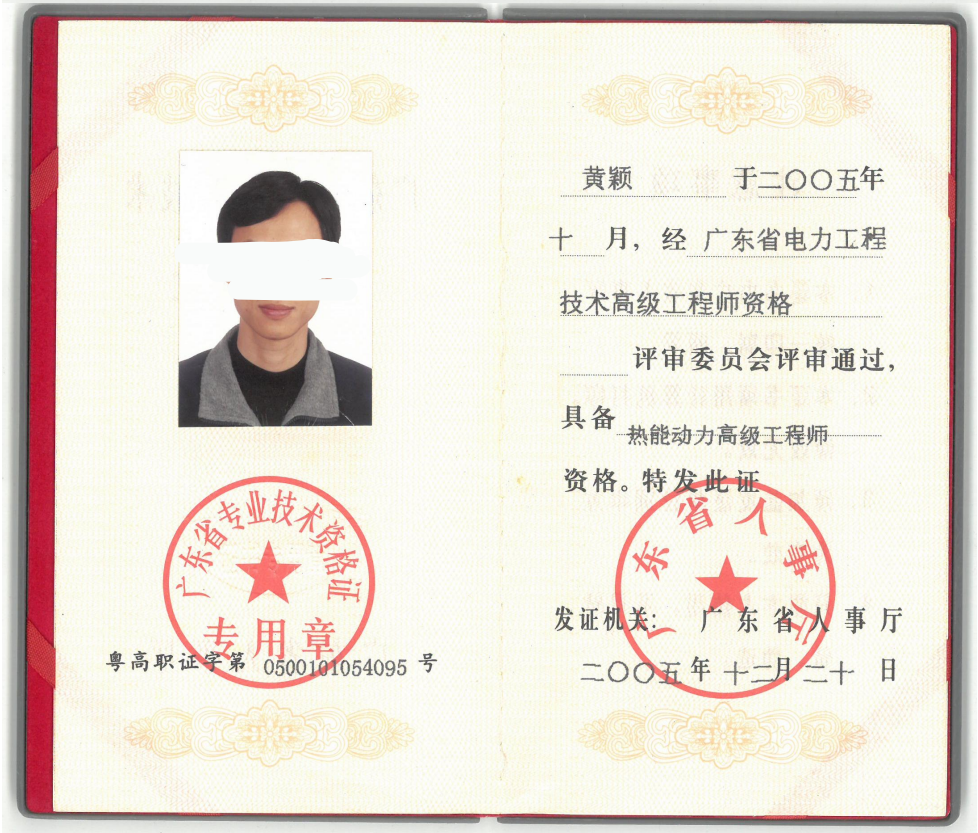 广东省专业技术资格证
专用章
粤高职证字第 0500101054095 号
黄颖 于二〇〇五年
十 月，经 广东省电力工程
技术高级工程师资格
评审委员会评审通过，
具备 热能动力高级工程师
资格。特发此证
广东省人事厅
发证机关： 广东省人事厅
二〇〇五年 十二月 二十 日